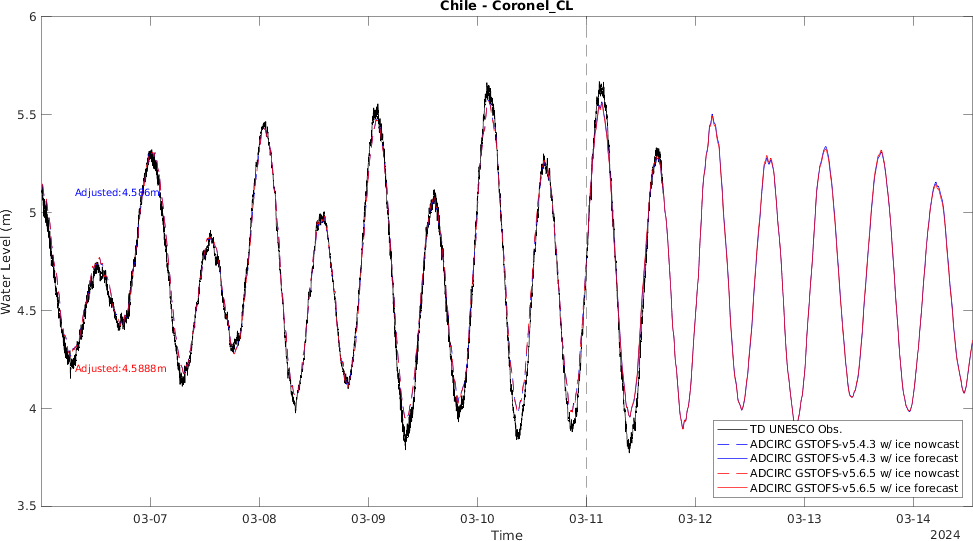 Chile - Coronel_CL
6
5.5
5
4.5
4
3.5
Water Level (m)
Adjusted:4.586m
Adjusted:4.5888m
TD UNESCO Obs.
ADCIRC GSTOFS-v5.4.3 w/ ice nowcast
ADCIRC GSTOFS-v5.4.3 w/ ice forecast
ADCIRC GSTOFS-v5.6.5 w/ ice nowcast
ADCIRC GSTOFS-v5.6.5 w/ ice forecast
03-07 03-08 03-09 03-10 03-11 03-12 03-13 03-14
Time
2024